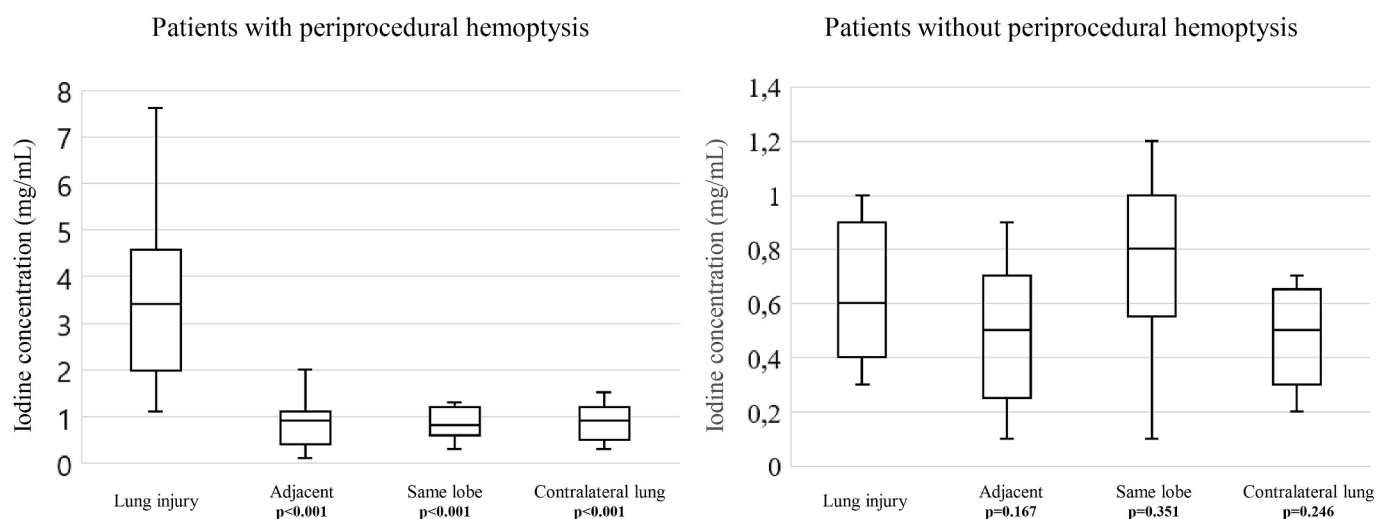 Patients with periprocedural hemoptysis
Iodine concentration (mg/mL)
8
7
6
5
4
3
2
1
0
Lung injury
Adjacent
p<0.001
Same lobe
p<0.001
Contralateral lung
p<0.001
Patients without periprocedural hemoptysis
Iodine concentration (mg/mL)
1,4
1,2
1
0,8
0,6
0,4
0,2
0
Lung injury
Adjacent
p=0.167
Same lobe
p=0.351
Contralateral lung
p=0.246